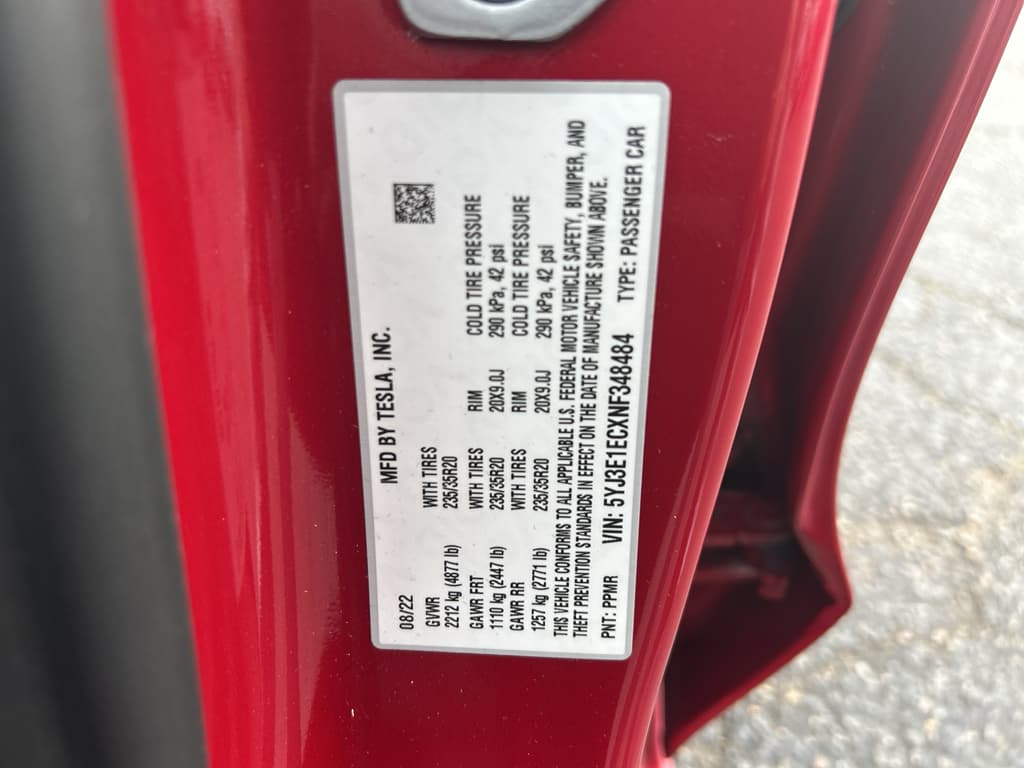 MFD BY TESLA, INC.
08/22
GVWR WITH TIRES
2212 kg (4877 lb) 235/35R20
GAWR FRT WITH TIRES RIM COLD TIRE PRESSURE
1110 kg (2447 lb) 235/35R20 20X9.0J 290 kPa, 42 psi
GAWR RR WITH TIRES RIM COLD TIRE PRESSURE
1257 kg (2771 lb) 235/35R20 20X9.0J 290 kPa, 42 psi
THIS VEHICLE CONFORMS TO ALL APPLICABLE U.S. FEDERAL MOTOR VEHICLE SAFETY, BUMPER, AND
THEFT PREVENTION STANDARDS IN EFFECT ON THE DATE OF MANUFACTURE SHOWN ABOVE.
PNT: PPMR VIN: 5YJ3E1ECXNF348484 TYPE: PASSENGER CAR